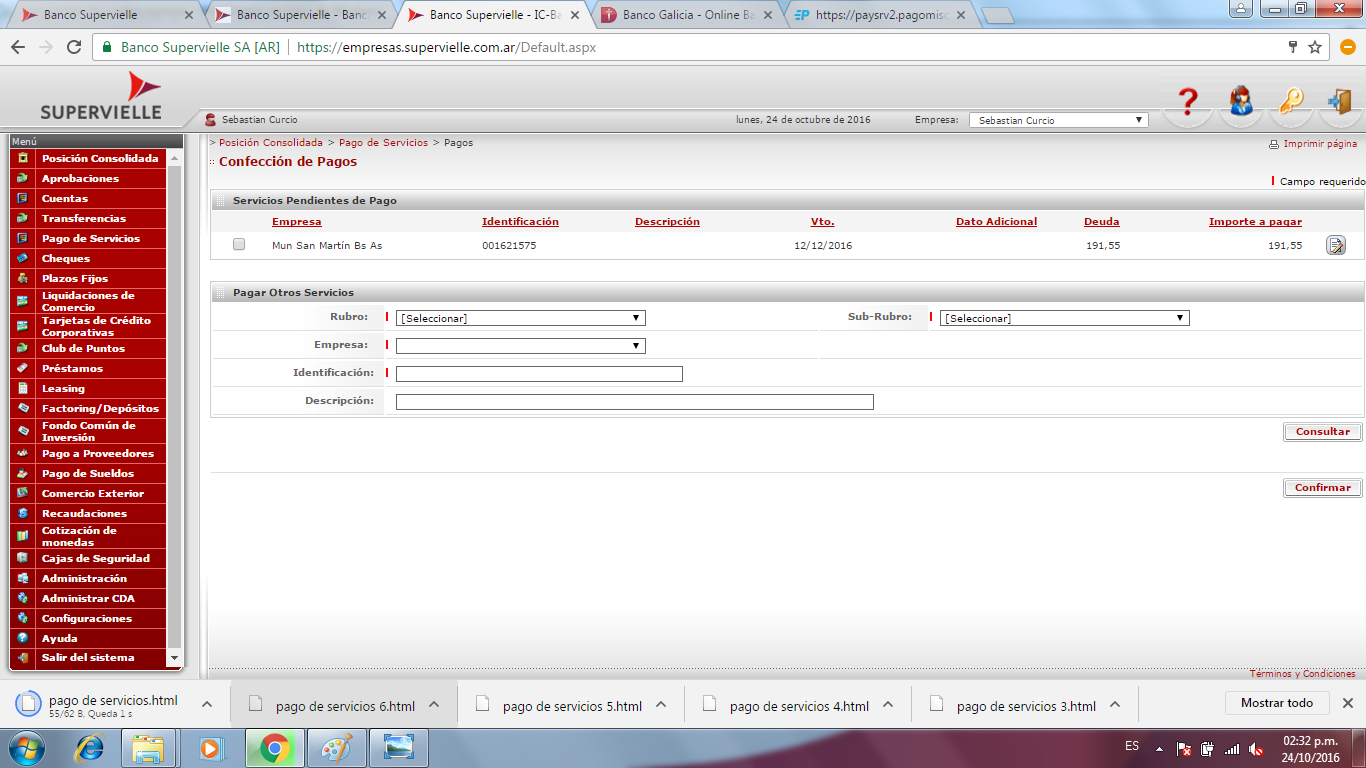 Banco Supervielle
Banco Supervielle - Banc
Banco Supervielle - IC-Ba
Banco Galicia - Online Ba
https://paysrv2.pagomisc
Banco Supervielle SA [AR]
https://empresas.supervielle.com.ar/Default.aspx
SUPERVIELLE
Sebastian Curcio
lunes, 24 de octubre de 2016
Empresa:
Sebastian Curcio
Menú
Posición Consolidada
Aprobaciones
Cuentas
Transferencias
Pago de Servicios
Cheques
Plazos Fijos
Liquidaciones de
Comercio
Tarjetas de Crédito
Corporativas
Club de Puntos
Préstamos
Leasing
Factoring/Depósitos
Fondo Común de
Inversión
Pago a Proveedores
Pago de Sueldos
Comercio Exterior
Recaudaciones
Cotización de
monedas
Cajas de Seguridad
Administración
Administrar CDA
Configuraciones
Ayuda
Salir del sistema
> Posición Consolidada > Pago de Servicios > Pagos
Imprimir página
Confección de Pagos
Campo requerido
Servicios Pendientes de Pago
Empresa Identificación Descripción Vto. Dato Adicional Deuda Importe a pagar
Mun San Martín Bs As 001621575 12/12/2016 191,55 191,55
Pagar Otros Servicios
Rubro: [Seleccionar] Sub-Rubro: [Seleccionar]
Empresa:
Identificación:
Descripción:
Consultar
Confirmar
Términos y Condiciones
pago de servicios.html
55/62 B, Queda 1 s
pago de servicios 6.html
pago de servicios 5.html
pago de servicios 4.html
pago de servicios 3.html
Mostrar todo
ES
02:32 p.m.
24/10/2016